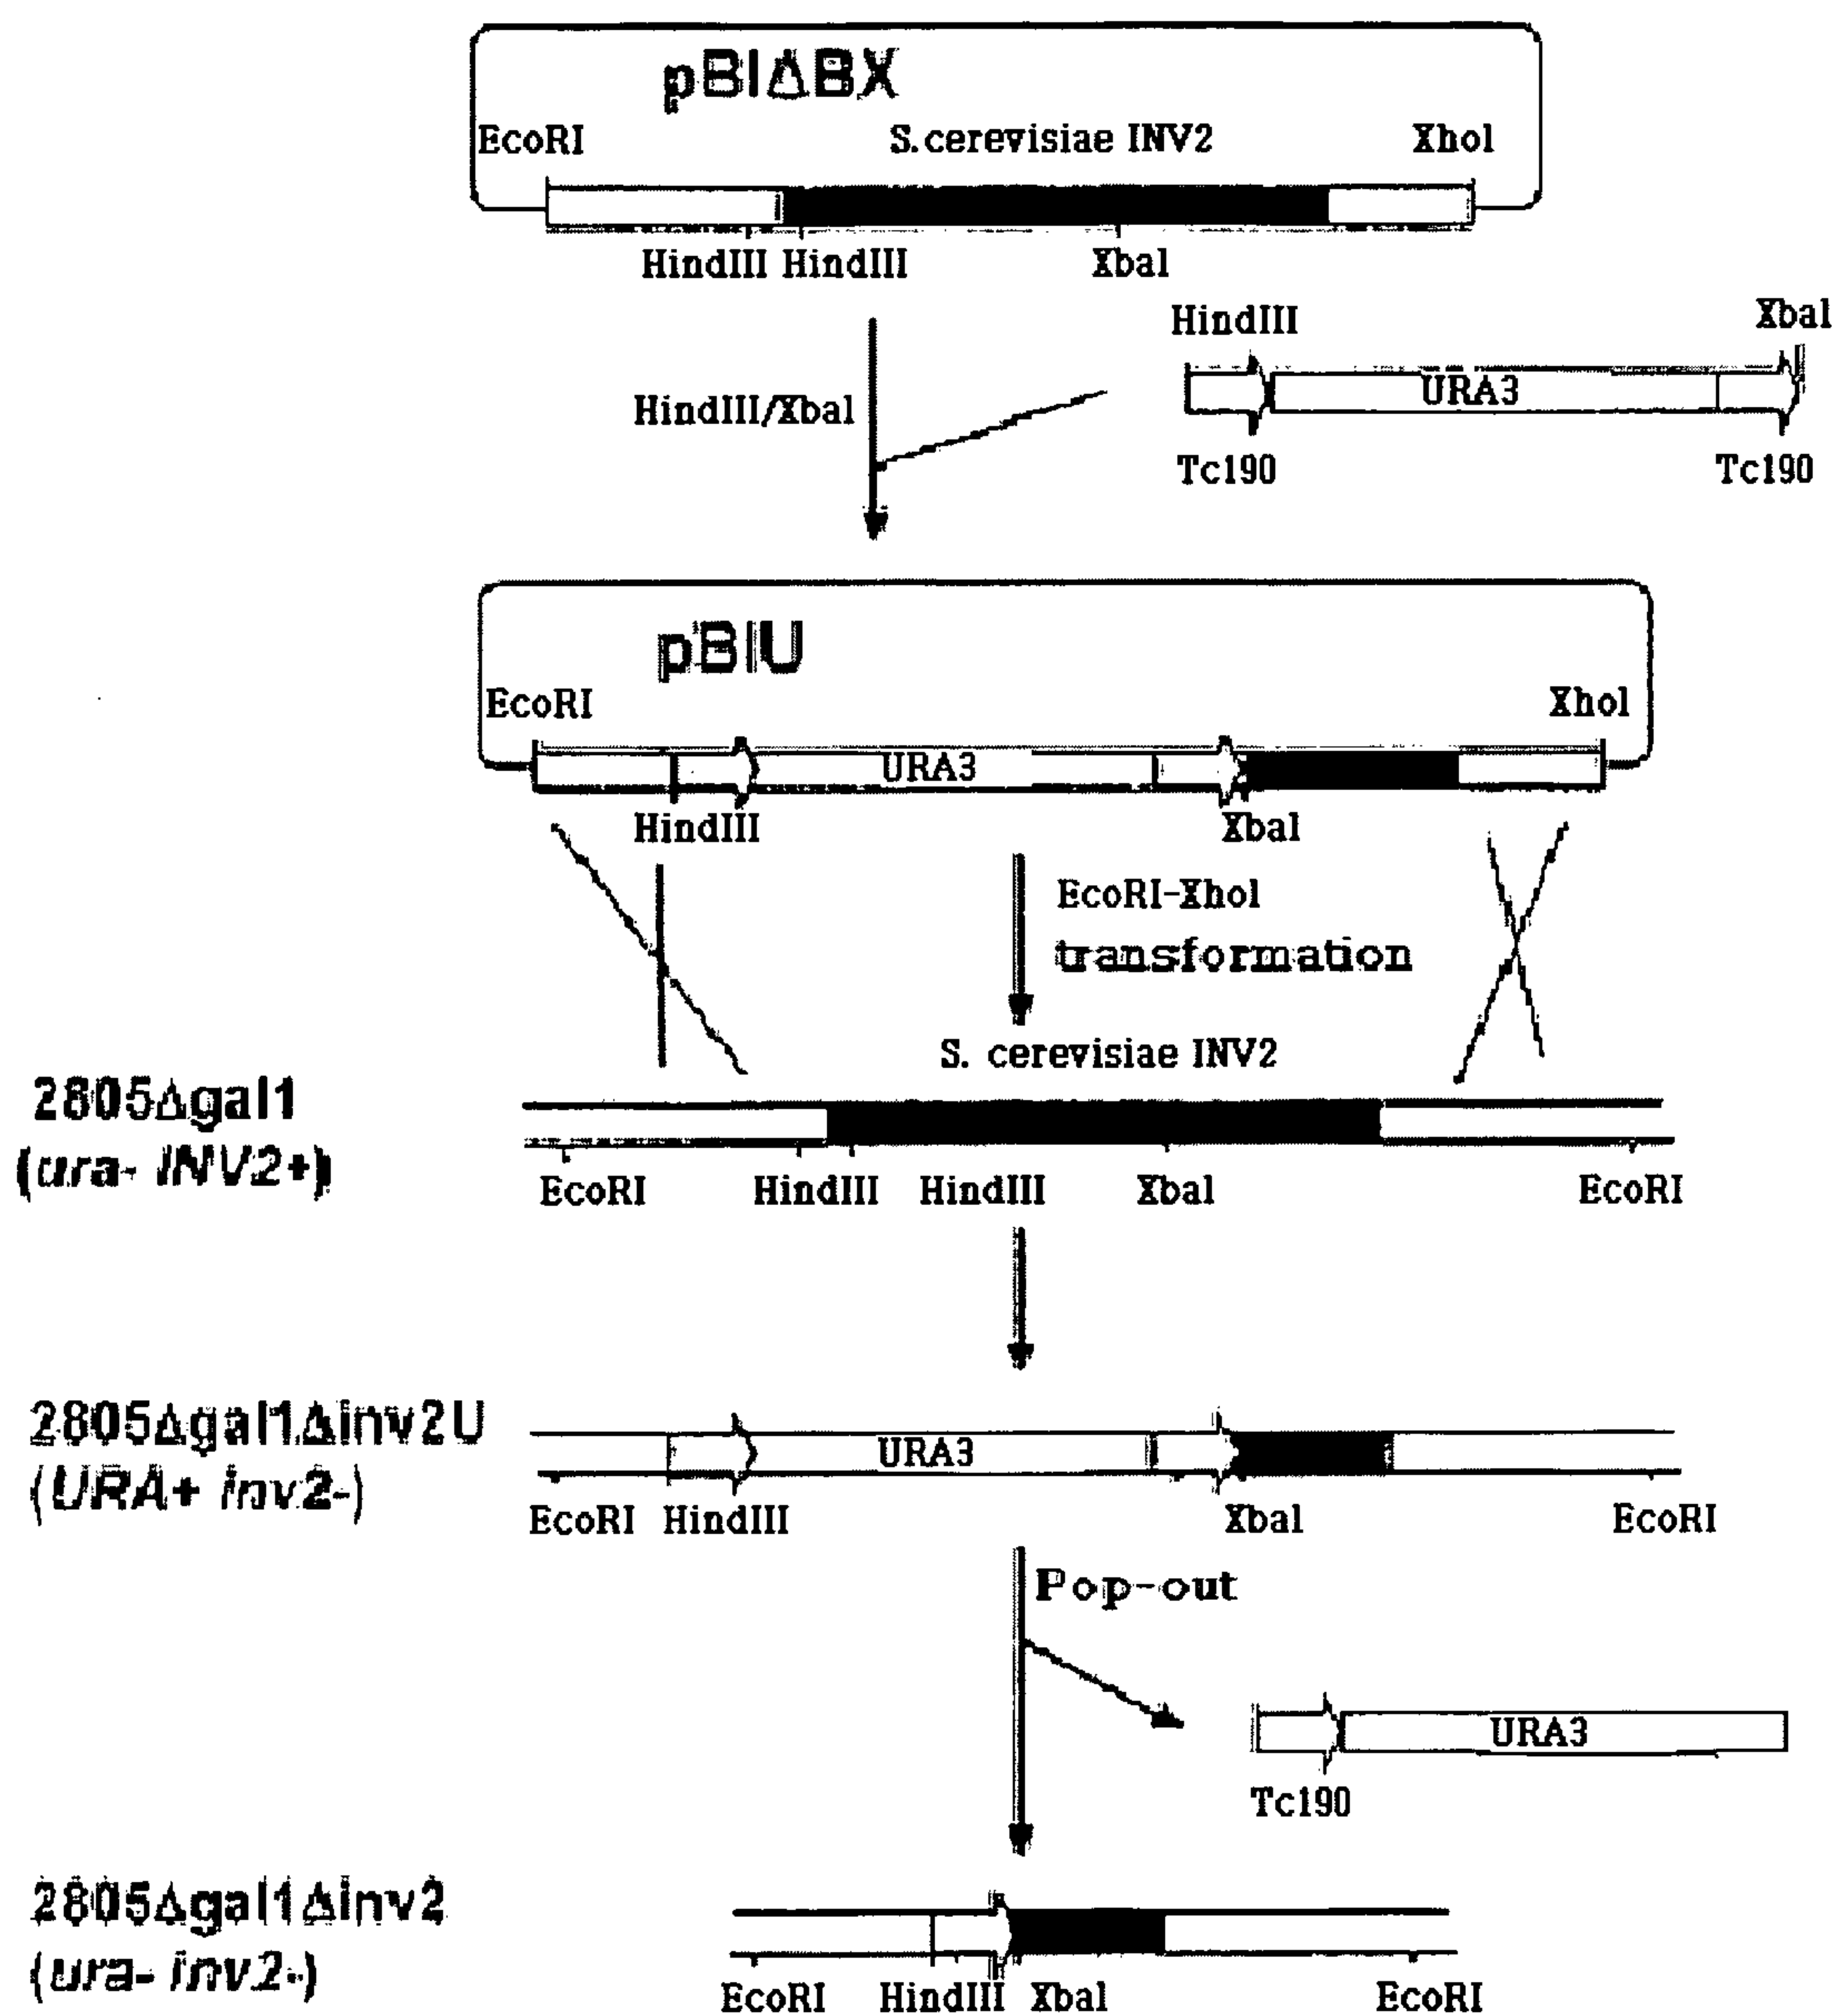 pBIΔBX
EcoRI S.cerevisiae INV2 XhoI
HindIII HindIII XbaI
HindIII XbaI
URA3
HindIII/XbaI
Tc190 Tc190
pBIU
EcoRI XhoI
URA3
HindIII XbaI
EcoRI-XhoI
transformation
S. cerevisiae INV2
2805Δgal1
(ura- INV2+)
EcoRI HindIII HindIII XbaI EcoRI
2805Δgal1Δinv2U
(URA+ inv2-)
URA3
EcoRI HindIII XbaI EcoRI
Pop-out
URA3
Tc190
2805Δgal1Δinv2
(ura- inv2-)
EcoRI HindIII XbaI EcoRI